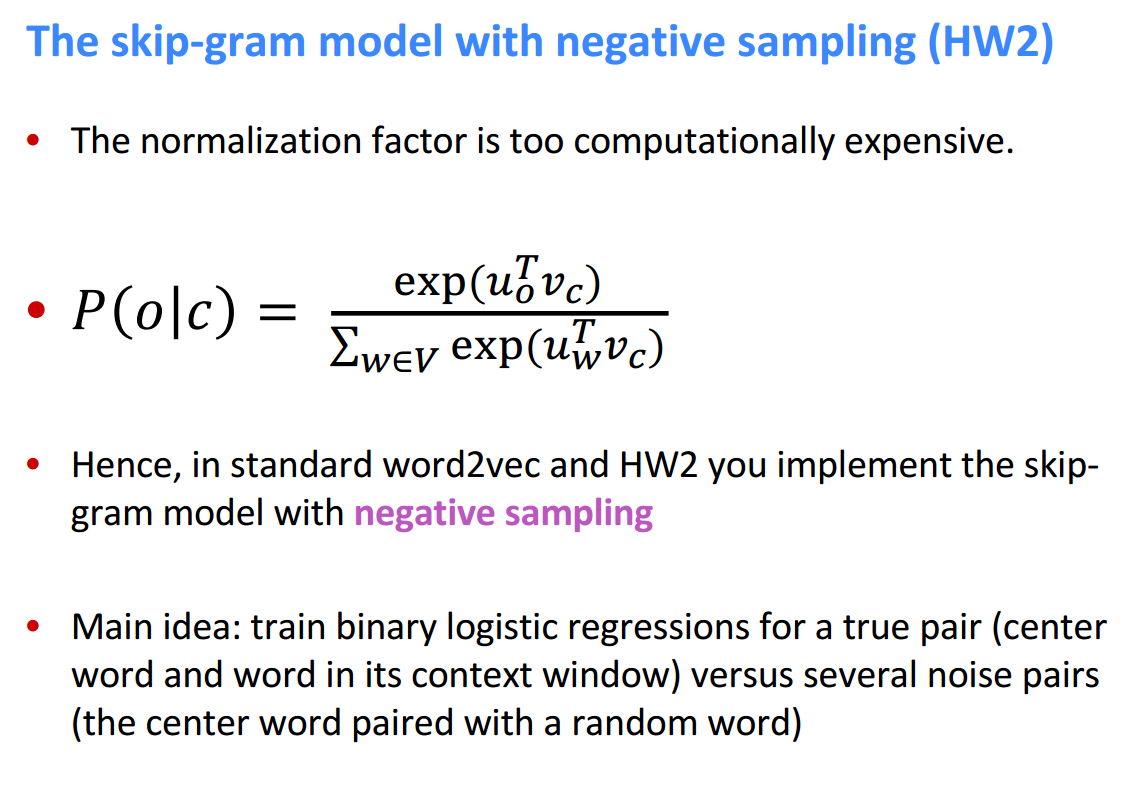 The skip-gram model with negative sampling (HW2)
• The normalization factor is too computationally expensive.
• P(o|c) = exp(u_o^T v_c) / ∑_{w∈V} exp(u_w^T v_c)
• Hence, in standard word2vec and HW2 you implement the skip-
gram model with negative sampling
• Main idea: train binary logistic regressions for a true pair (center
word and word in its context window) versus several noise pairs
(the center word paired with a random word)